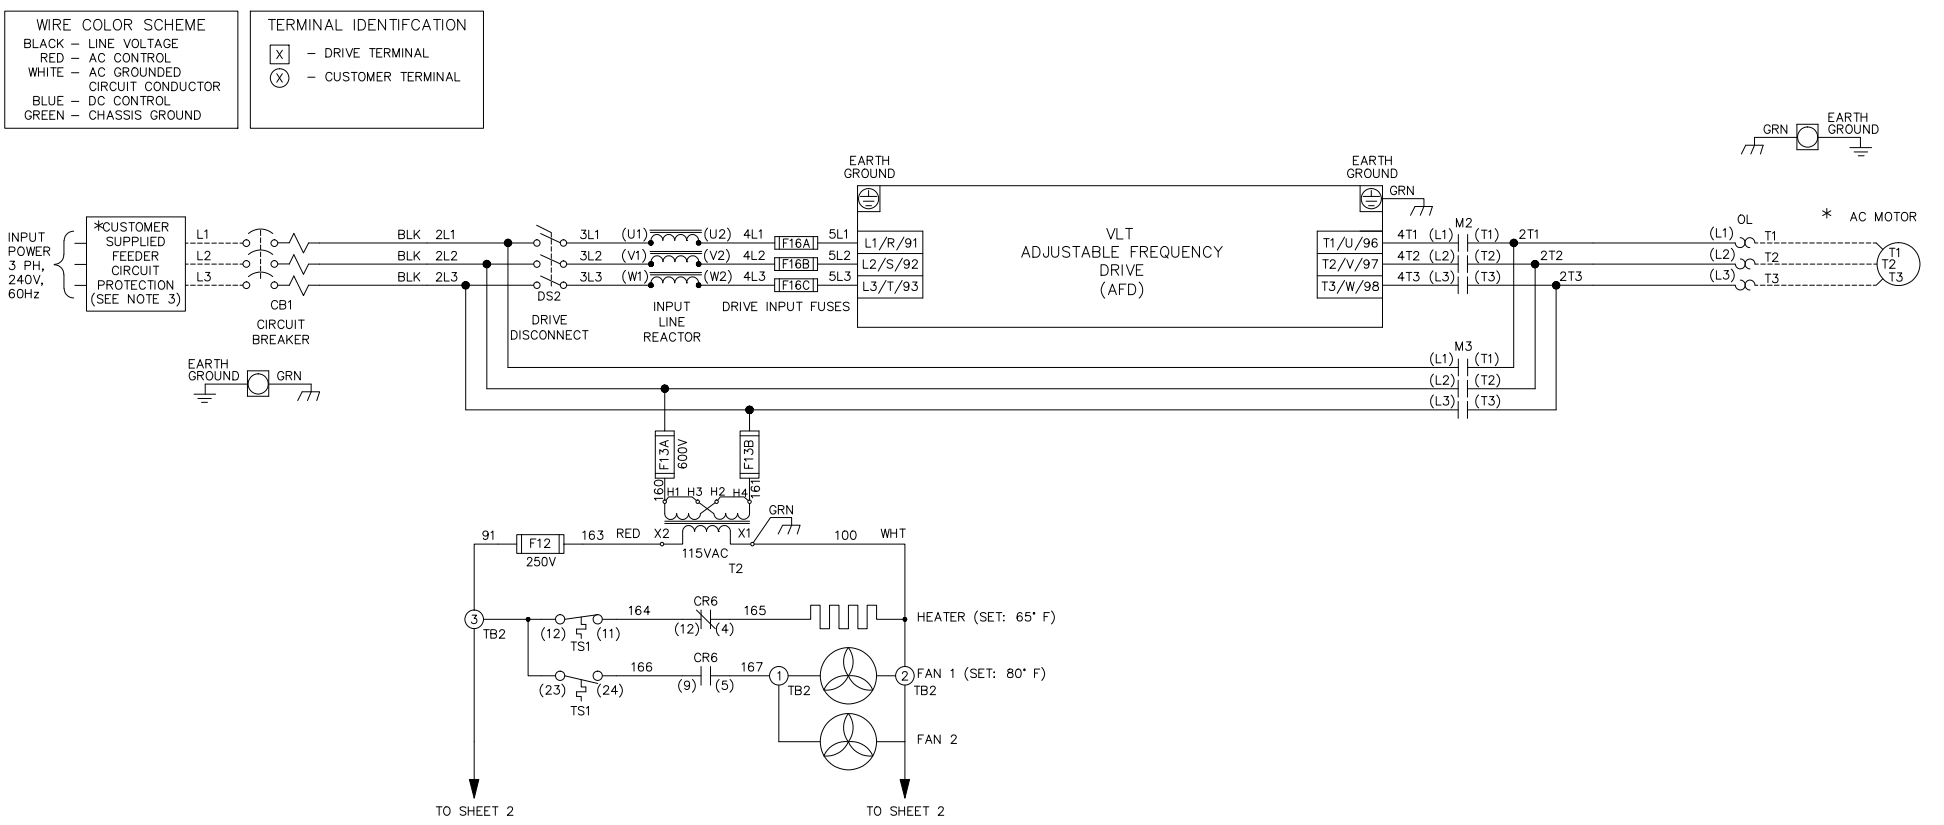 WIRE COLOR SCHEME
BLACK – LINE VOLTAGE
RED – AC CONTROL
WHITE – AC GROUNDED
CIRCUIT CONDUCTOR
BLUE – DC CONTROL
GREEN – CHASSIS GROUND
TERMINAL IDENTIFCATION
X – DRIVE TERMINAL
X – CUSTOMER TERMINAL
GRN
EARTH
GROUND
EARTH
GROUND
EARTH
GROUND
GRN
INPUT
POWER
3 PH,
240V,
60Hz
*CUSTOMER
SUPPLIED
FEEDER
CIRCUIT
PROTECTION
(SEE NOTE 3)
L1
L2
L3
CB1
CIRCUIT
BREAKER
BLK 2L1
BLK 2L2
BLK 2L3
DS2
DRIVE
DISCONNECT
3L1 (U1) (U2) 4L1 F16A 5L1 L1/R/91
3L2 (V1) (V2) 4L2 F16B 5L2 L2/S/92
3L3 (W1) (W2) 4L3 F16C 5L3 L3/T/93
INPUT
LINE
REACTOR
DRIVE INPUT FUSES
VLT
ADJUSTABLE FREQUENCY
DRIVE
(AFD)
M2
T1/U/96 4T1 (L1) (T1) 2T1
T2/V/97 4T2 (L2) (T2) 2T2
T3/W/98 4T3 (L3) (T3) 2T3
OL
(L1) T1
(L2) T2
(L3) T3
* AC MOTOR
T1
T2
T3
M3
(L1) (T1)
(L2) (T2)
(L3) (T3)
EARTH
GROUND
GRN
F13A
600V
F13B
160
161
H1 H3 H2 H4
GRN
91 F12 163 RED X2 X1 100 WHT
250V
115VAC
T2
3
TB2
164 CR6 165
(12) (11) (12) (4)
TS1
HEATER (SET: 65° F)
166 CR6 167
(23) (24) (9) (5)
TS1
1
TB2
2
TB2
FAN 1 (SET: 80° F)
FAN 2
TO SHEET 2
TO SHEET 2